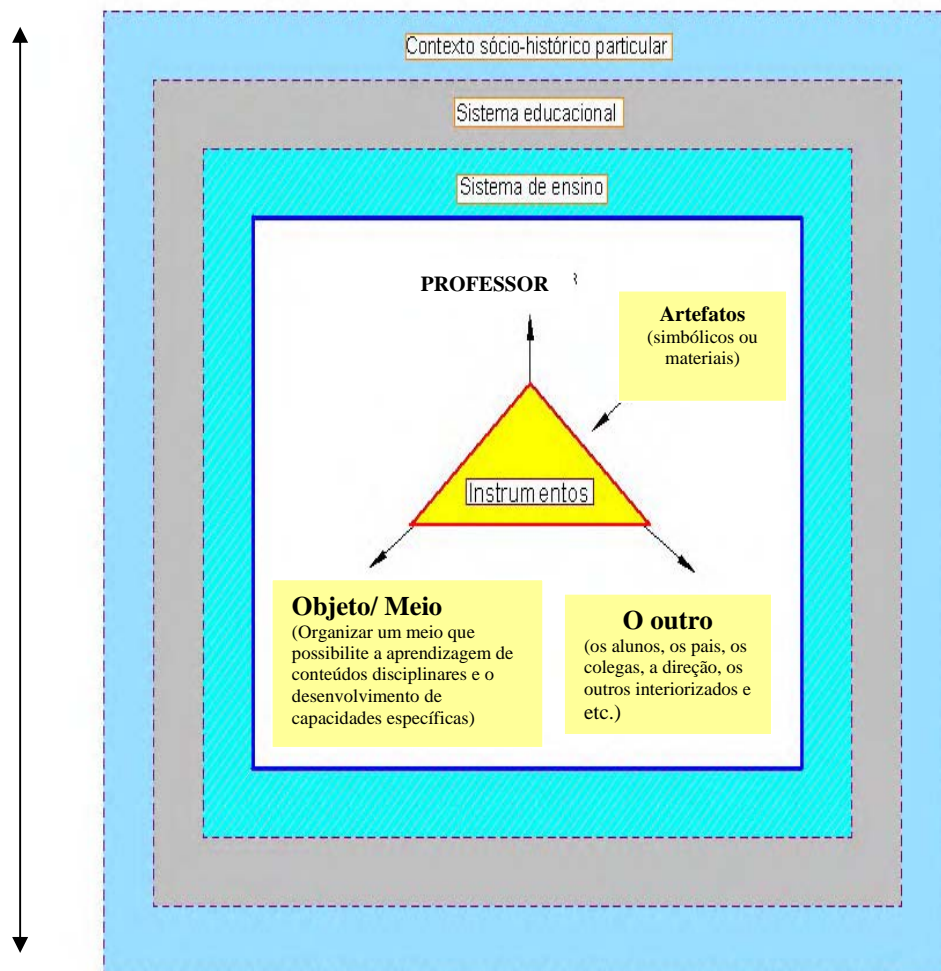 Contexto sócio-histórico particular
Sistema educacional
Sistema de ensino
PROFESSOR
Artefatos
(simbólicos ou
materiais)
Instrumentos
Objeto/ Meio
(Organizar um meio que
possibilite a aprendizagem de
conteúdos disciplinares e o
desenvolvimento de
capacidades específicas)
O outro
(os alunos, os pais, os
colegas, a direção, os
outros interiorizados e
etc.)